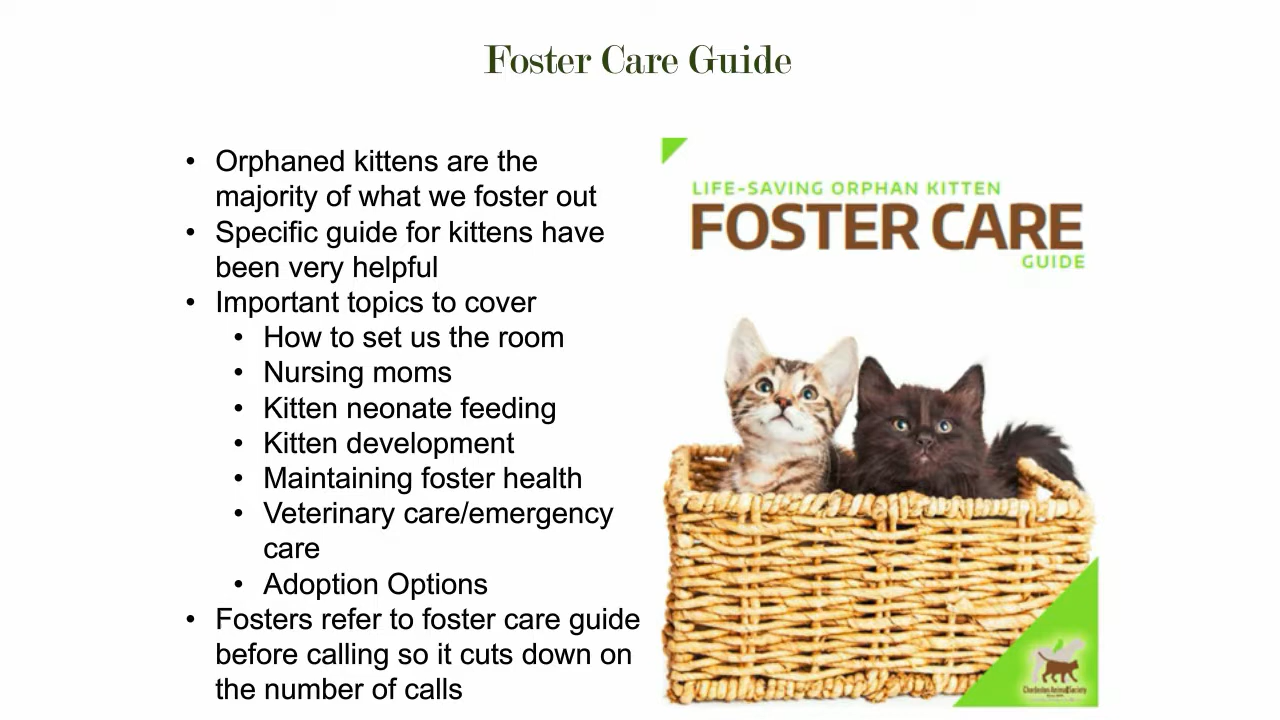 Foster Care Guide
• Orphaned kittens are the
majority of what we foster out
• Specific guide for kittens have
been very helpful
• Important topics to cover
• How to set us the room
• Nursing moms
• Kitten neonate feeding
• Kitten development
• Maintaining foster health
• Veterinary care/emergency
care
• Adoption Options
• Fosters refer to foster care guide
before calling so it cuts down on
the number of calls
LIFE-SAVING ORPHAN KITTEN
FOSTER CARE
GUIDE
Charleston Animal Society